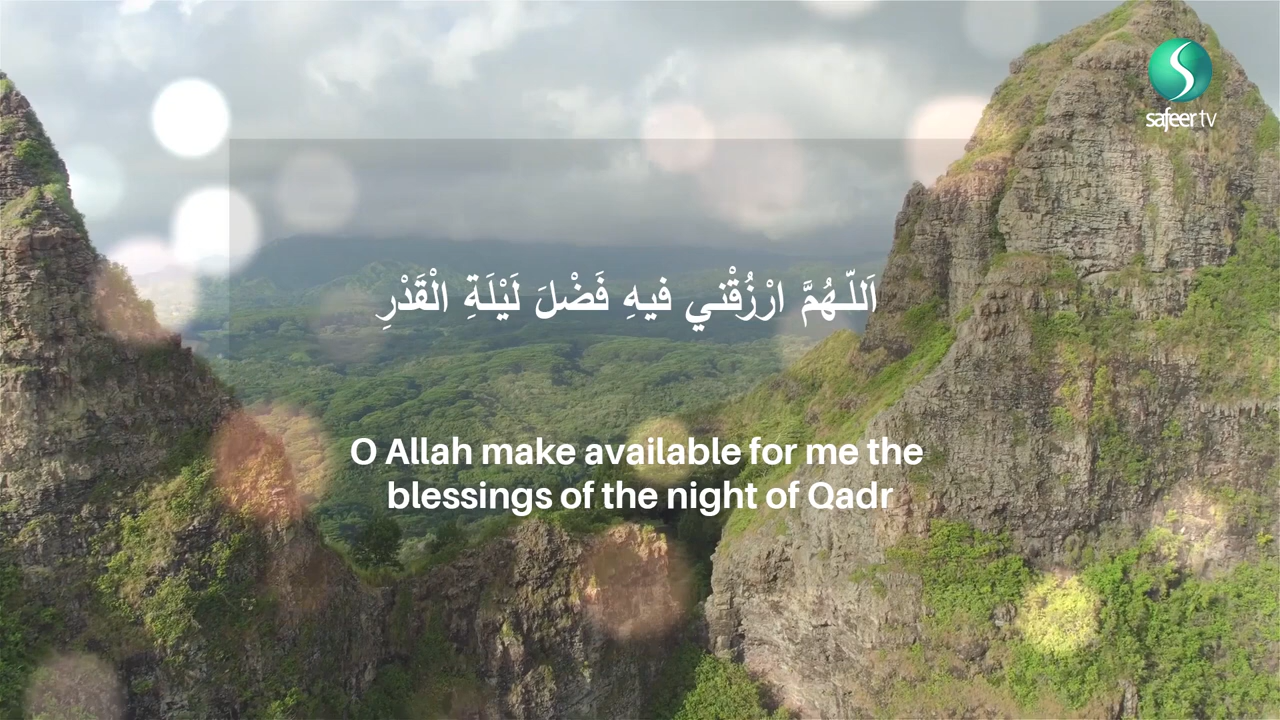 safeer tv
اَللّـهُمَّ ارْزُقْني فيهِ فَضْلَ لَيْلَةِ الْقَدْرِ
O Allah make available for me the
blessings of the night of Qadr